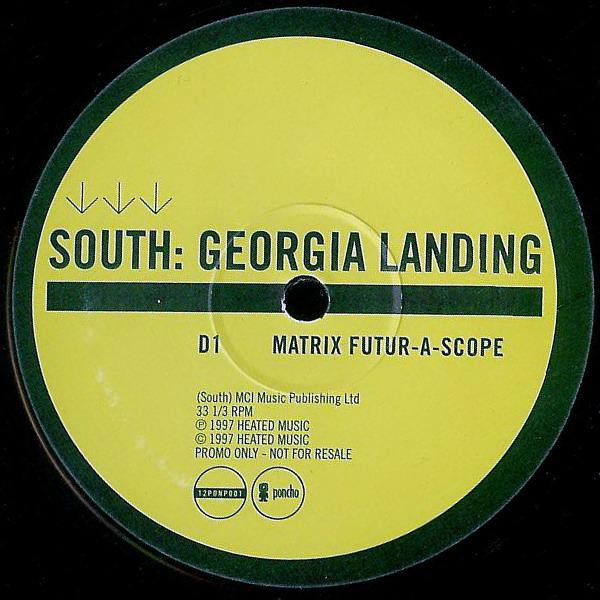 SOUTH: GEORGIA LANDING
D1 MATRIX FUTUR-A-SCOPE
(South) MCI Music Publishing Ltd
33 1/3 RPM
℗ 1997 HEATED MUSIC
© 1997 HEATED MUSIC
PROMO ONLY - NOT FOR RESALE
12PONP001 poncho